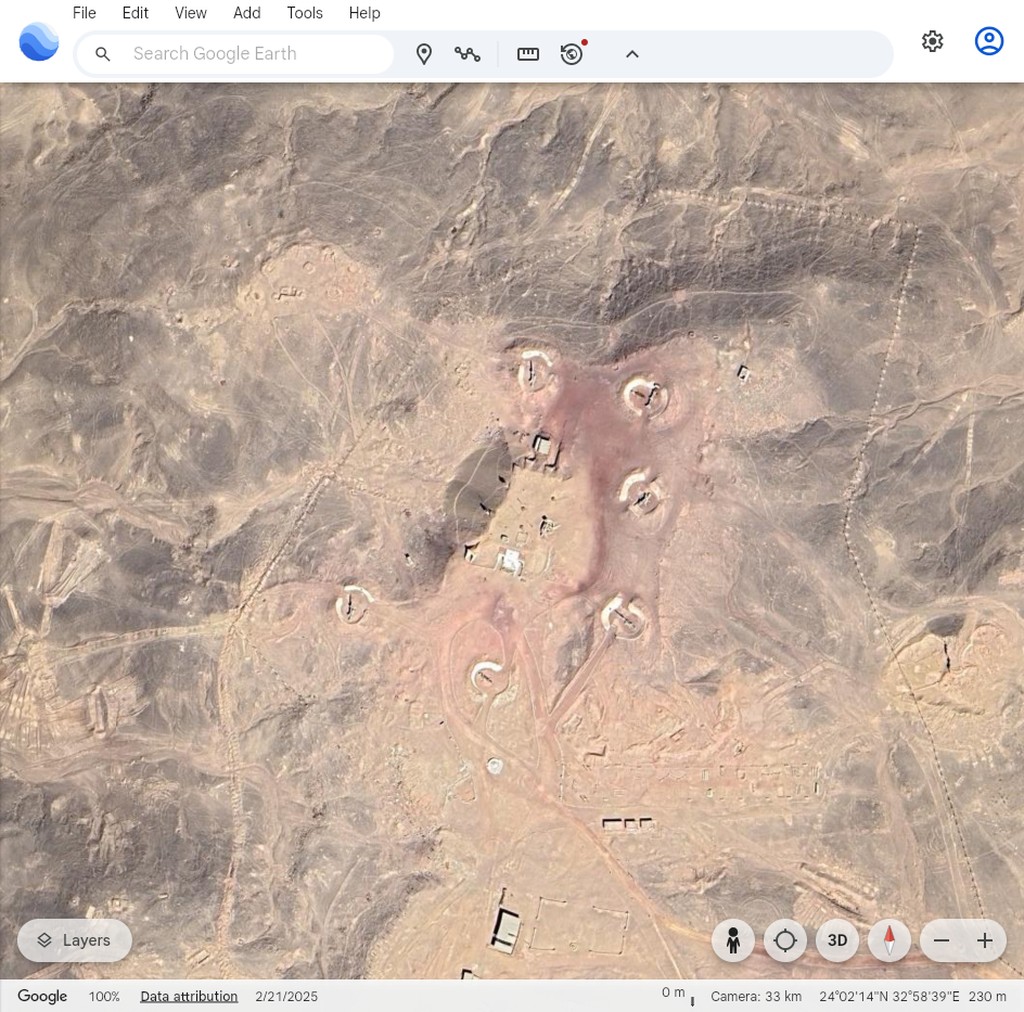 File Edit View Add Tools Help
Search Google Earth
Layers
3D
Google 100% Data attribution 2/21/2025 0 m Camera: 33 km 24°02'14"N 32°58'39"E 230 m